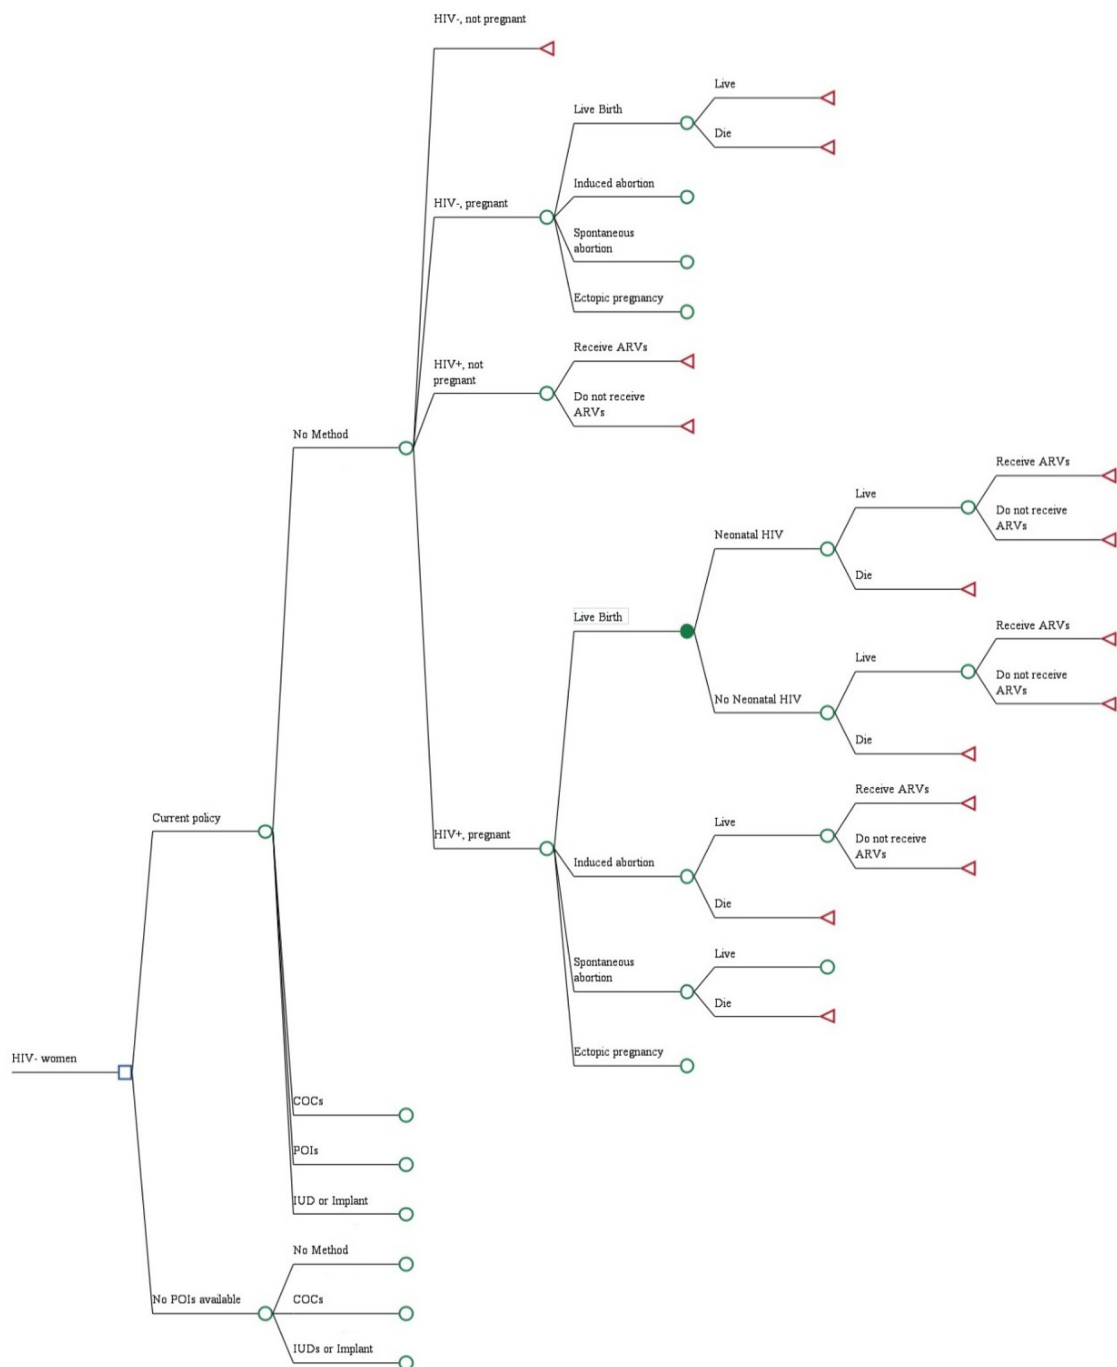 HIV-, not pregnant
Live
Live Birth
Die
Induced abortion
HIV-, pregnant
Spontaneous
abortion
Ectopic pregnancy
Receive ARVs
HIV+, not
pregnant
Do not receive
ARVs
No Method
Receive ARVs
Live
Do not receive
ARVs
Neonatal HIV
Die
Live Birth
Receive ARVs
Live
Do not receive
ARVs
No Neonatal HIV
Die
Receive ARVs
Current policy
Live
HIV+, pregnant
Do not receive
ARVs
Induced abortion
Die
Live
Spontaneous
abortion
Die
Ectopic pregnancy
HIV- women
COCs
POIs
IUD or Implant
No Method
No POIs available
COCs
IUDs or Implant